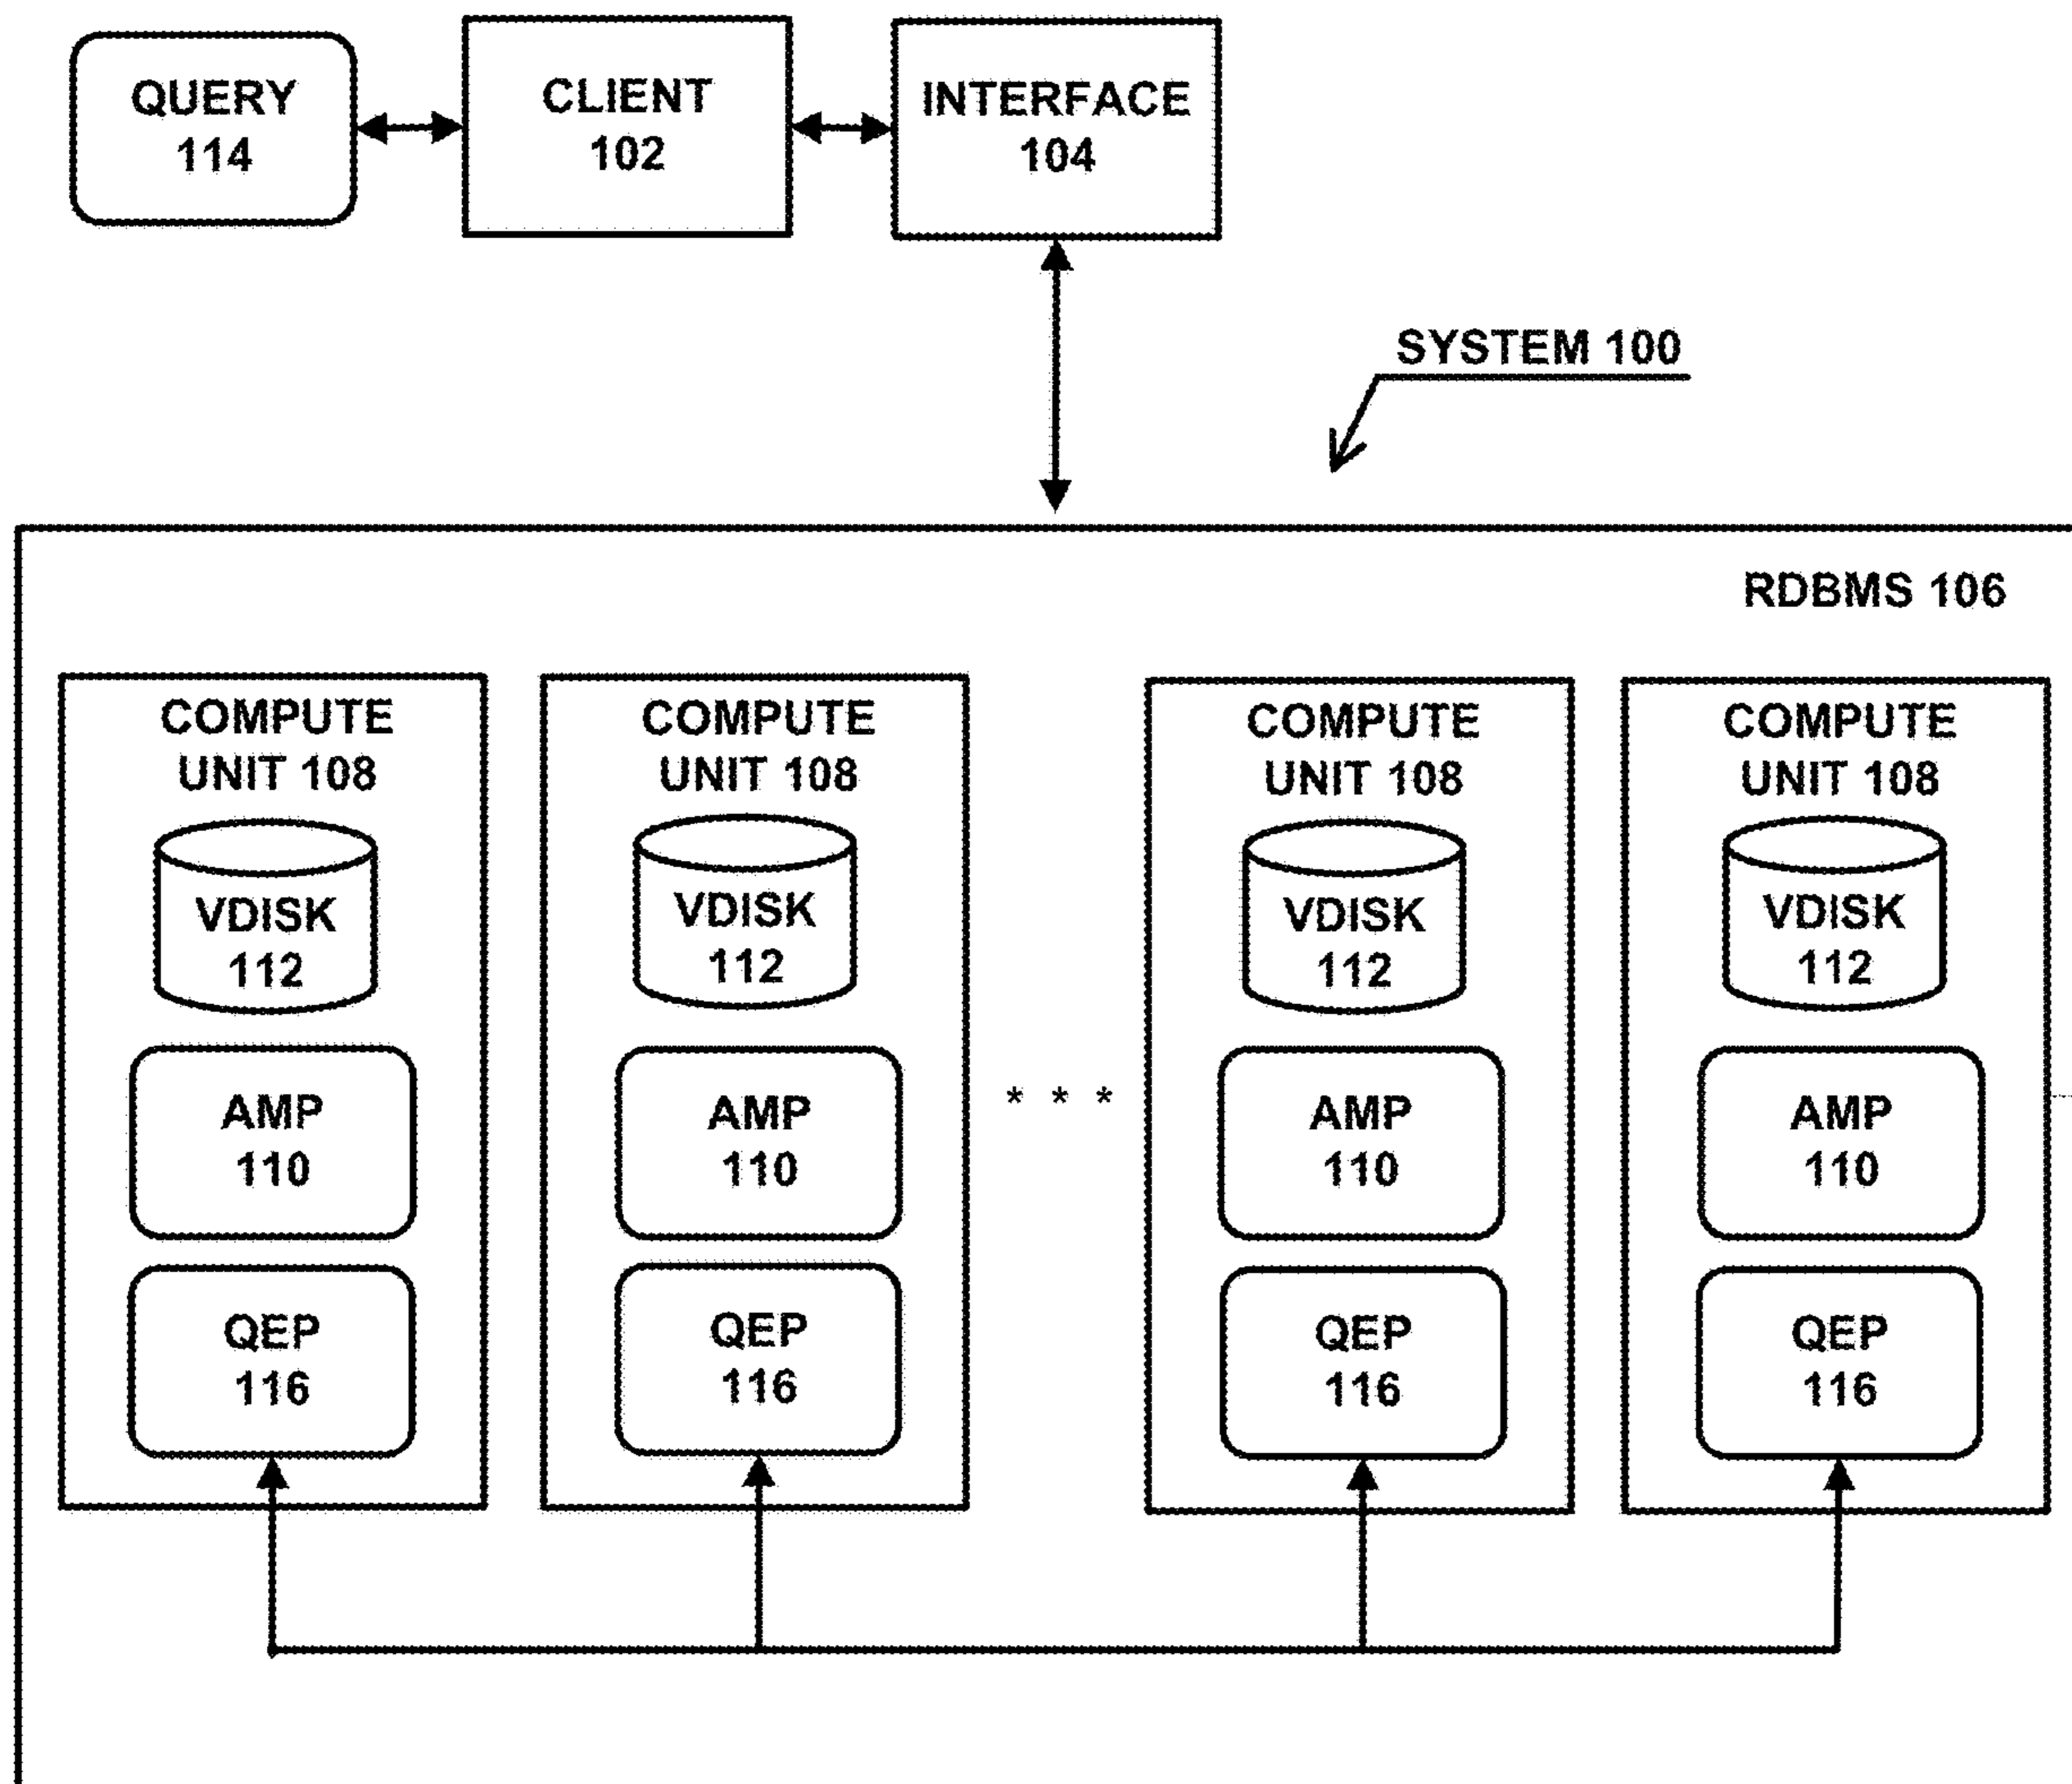 QUERY
114
CLIENT
102
INTERFACE
104
SYSTEM 100
RDBMS 106
COMPUTE
UNIT 108
VDISK
112
AMP
110
QEP
116
COMPUTE
UNIT 108
VDISK
112
AMP
110
QEP
116
* * *
COMPUTE
UNIT 108
VDISK
112
AMP
110
QEP
116
COMPUTE
UNIT 108
VDISK
112
AMP
110
QEP
116